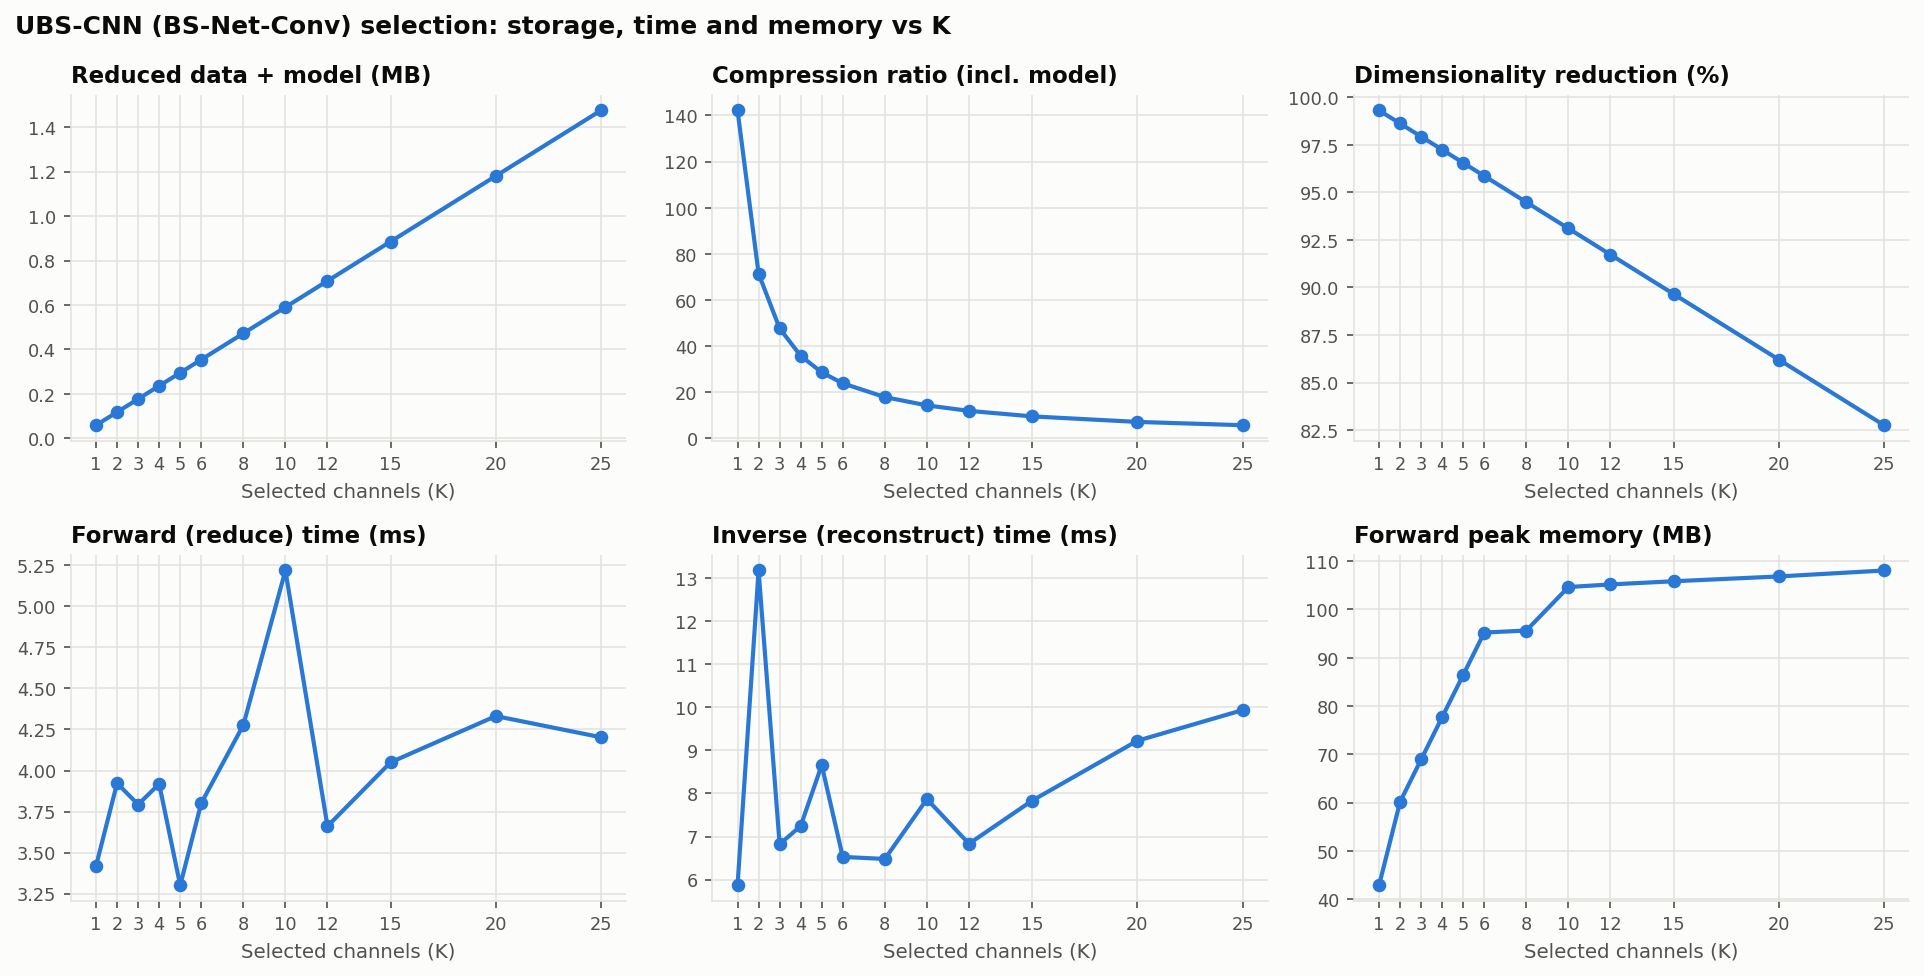 UBS-CNN (BS-Net-Conv) selection: storage, time and memory vs K
Reduced data + model (MB)
1.4
1.2
1.0
0.8
0.6
0.4
0.2
0.0
1 2 3 4 5 6 8 10 12 15 20 25
Selected channels (K)
Compression ratio (incl. model)
140
120
100
80
60
40
20
0
1 2 3 4 5 6 8 10 12 15 20 25
Selected channels (K)
Dimensionality reduction (%)
100.0
97.5
95.0
92.5
90.0
87.5
85.0
82.5
1 2 3 4 5 6 8 10 12 15 20 25
Selected channels (K)
Forward (reduce) time (ms)
5.25
5.00
4.75
4.50
4.25
4.00
3.75
3.50
3.25
1 2 3 4 5 6 8 10 12 15 20 25
Selected channels (K)
Inverse (reconstruct) time (ms)
13
12
11
10
9
8
7
6
1 2 3 4 5 6 8 10 12 15 20 25
Selected channels (K)
Forward peak memory (MB)
110
100
90
80
70
60
50
40
1 2 3 4 5 6 8 10 12 15 20 25
Selected channels (K)